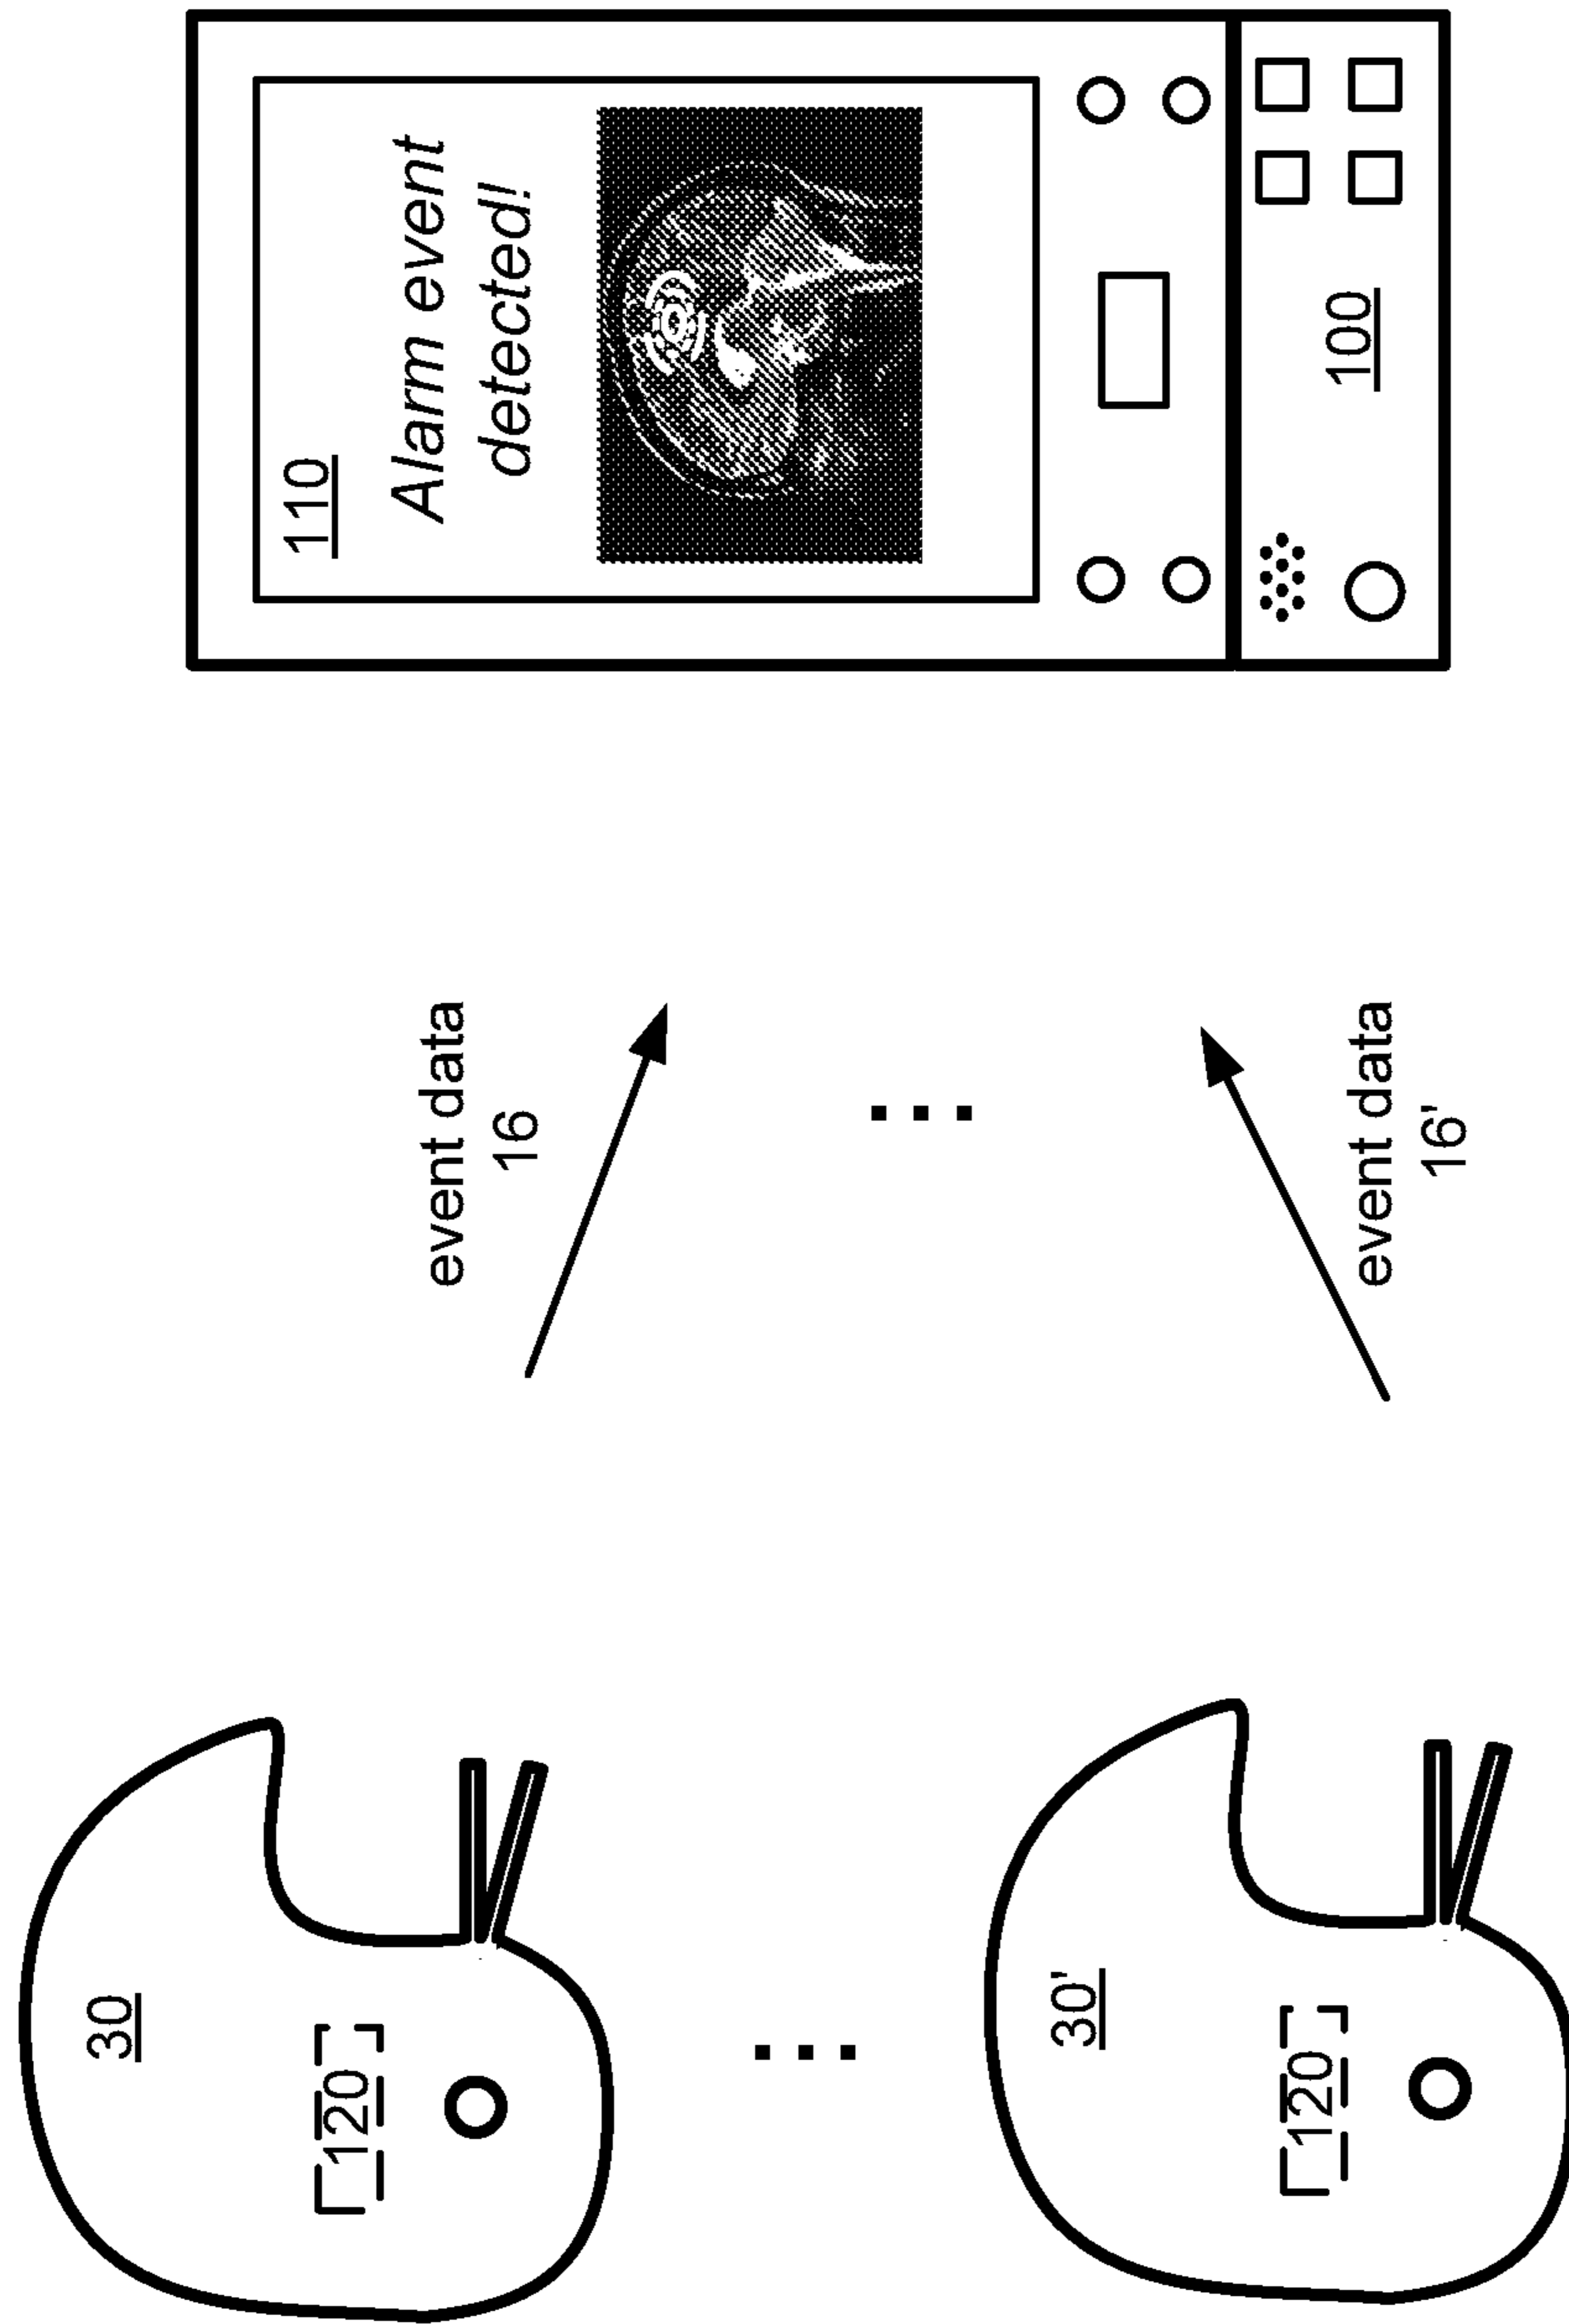 30
120
30'
120
event data
16
event data
16'
110
Alarm event
detected!
100